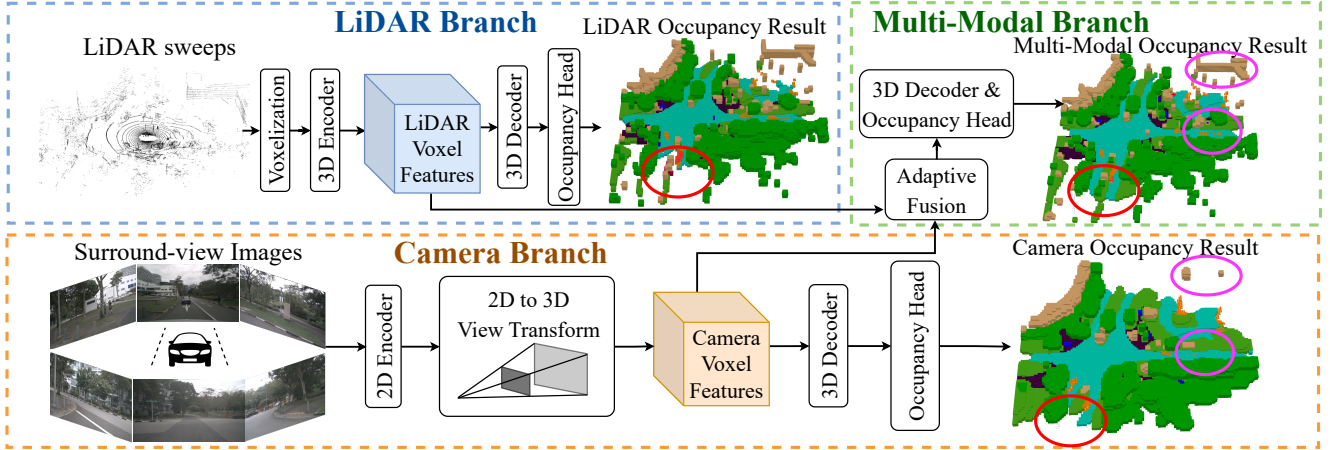 LiDAR Branch
LiDAR sweeps
Voxelization
3D Encoder
LiDAR
Voxel
Features
3D Decoder
Occupancy Head
LiDAR Occupancy Result
Multi-Modal Branch
Multi-Modal Occupancy Result
3D Decoder &
Occupancy Head
Adaptive
Fusion
Camera Branch
Surround-view Images
2D Encoder
2D to 3D
View Transform
Camera
Voxel
Features
3D Decoder
Occupancy Head
Camera Occupancy Result